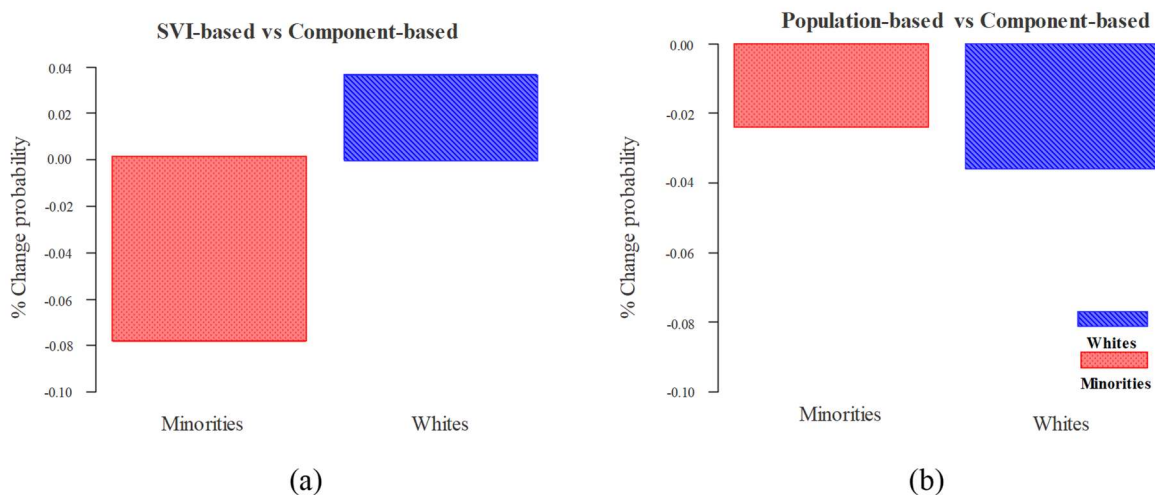 SVI-based vs Component-based
% Change probability
0.04
0.02
0.00
-0.02
-0.04
-0.06
-0.08
-0.10
Minorities
Whites
(a)
Population-based vs Component-based
% Change probability
0.00
-0.02
-0.04
-0.06
-0.08
-0.10
Whites
Minorities
Minorities
Whites
(b)